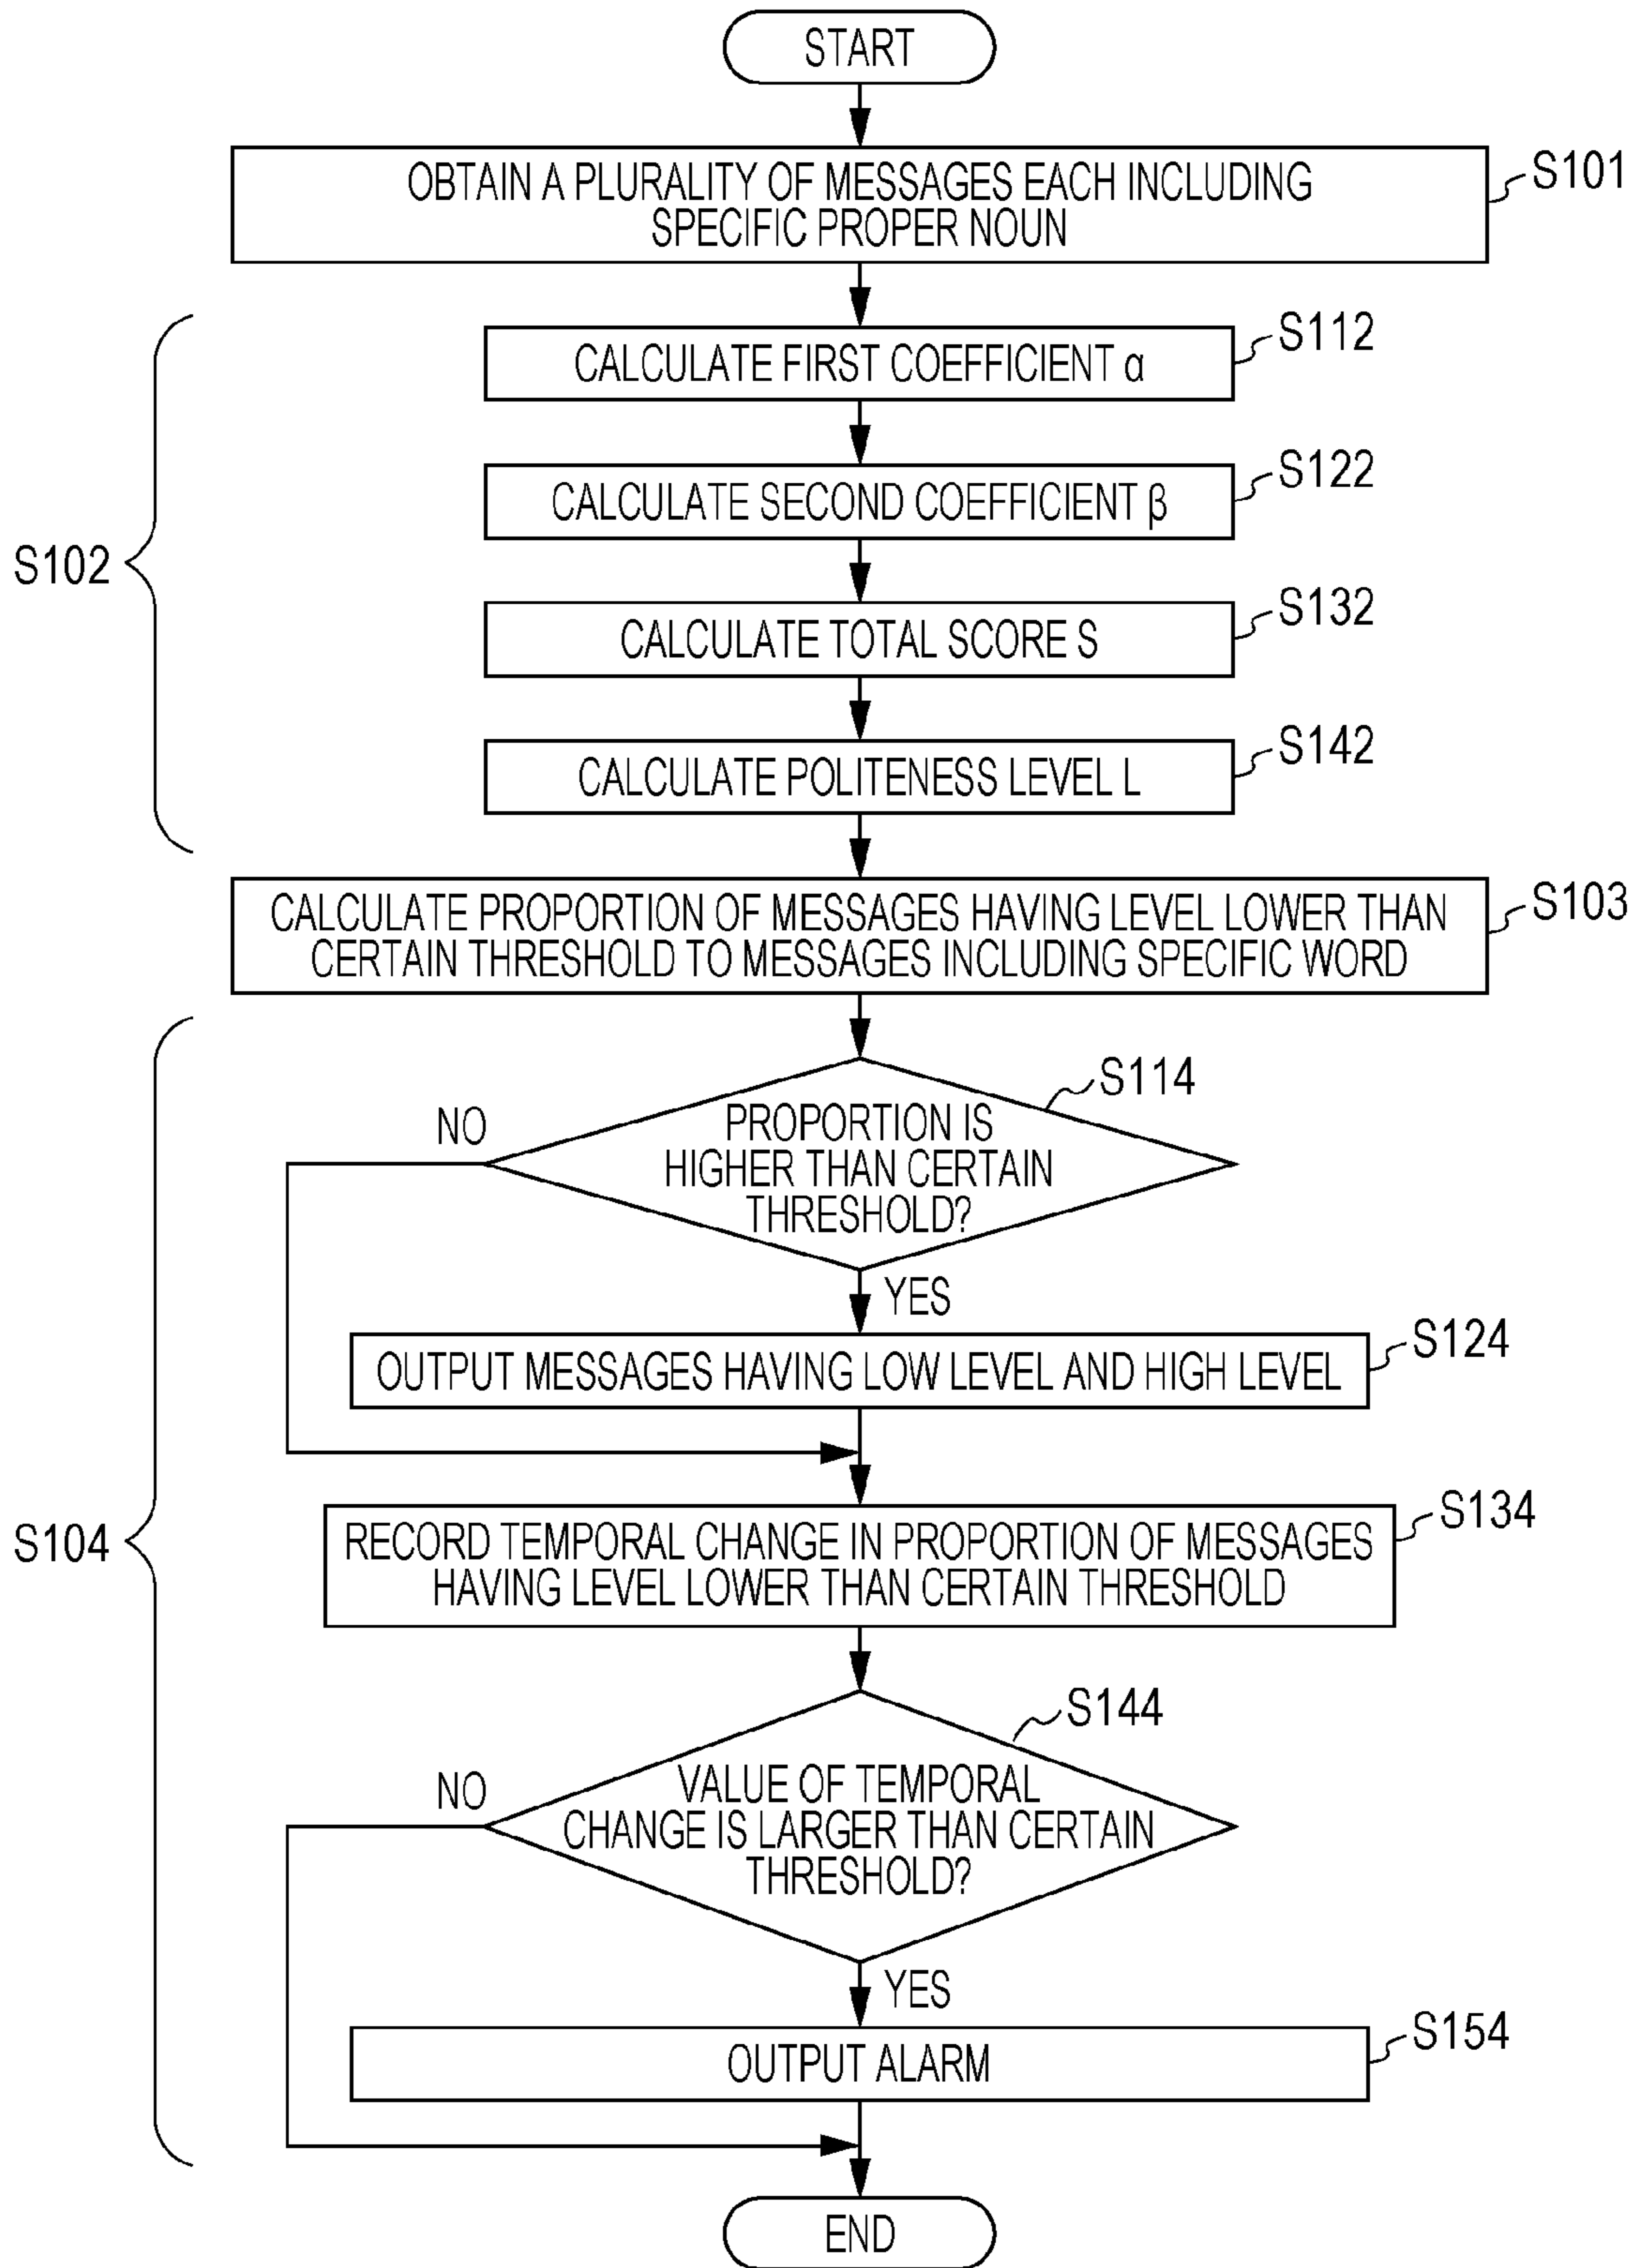 START
OBTAIN A PLURALITY OF MESSAGES EACH INCLUDING
SPECIFIC PROPER NOUN
S101
S102
CALCULATE FIRST COEFFICIENT α
S112
CALCULATE SECOND COEFFICIENT β
S122
CALCULATE TOTAL SCORE S
S132
CALCULATE POLITENESS LEVEL L
S142
CALCULATE PROPORTION OF MESSAGES HAVING LEVEL LOWER THAN
CERTAIN THRESHOLD TO MESSAGES INCLUDING SPECIFIC WORD
S103
S104
S114
NO
PROPORTION IS
HIGHER THAN CERTAIN
THRESHOLD?
YES
OUTPUT MESSAGES HAVING LOW LEVEL AND HIGH LEVEL
S124
RECORD TEMPORAL CHANGE IN PROPORTION OF MESSAGES
HAVING LEVEL LOWER THAN CERTAIN THRESHOLD
S134
S144
NO
VALUE OF TEMPORAL
CHANGE IS LARGER THAN CERTAIN
THRESHOLD?
YES
OUTPUT ALARM
S154
END